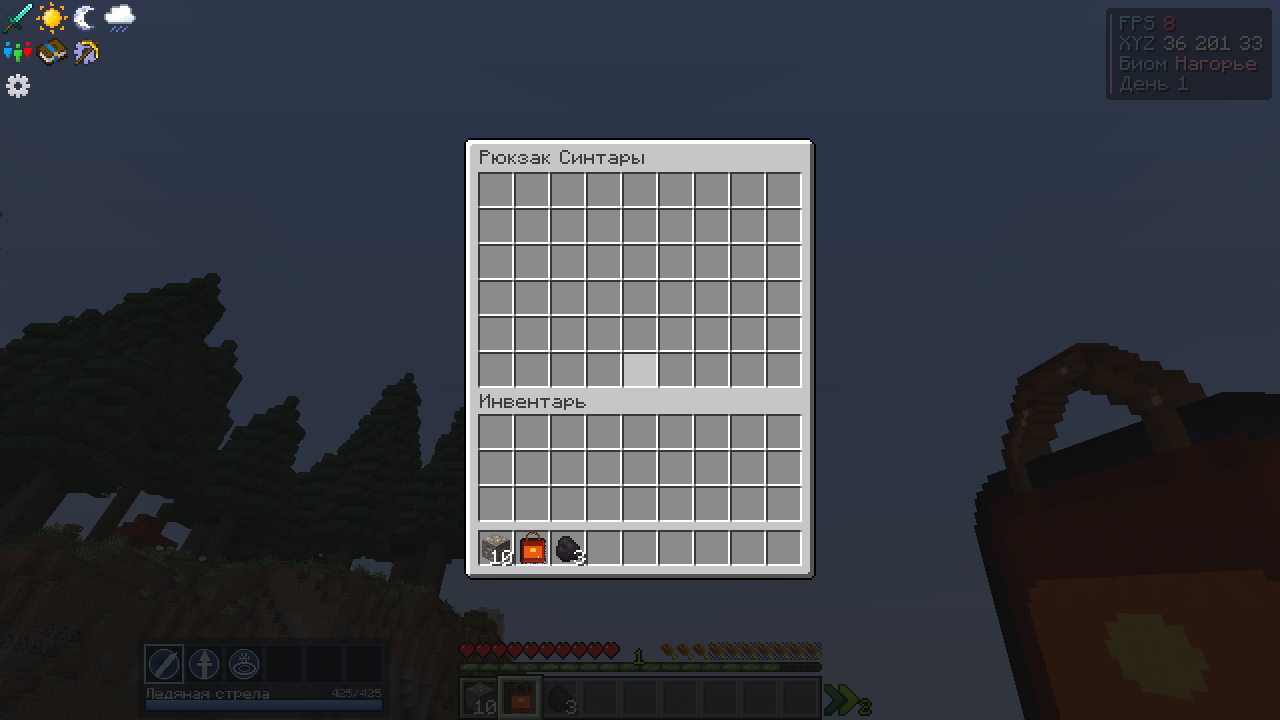 FPS 8
XYZ 36 201 33
Биом Нагорье
День 1
Рюкзак Синтары
Инвентарь
10
3
Ледяная стрела 425/425
1
10
3
2